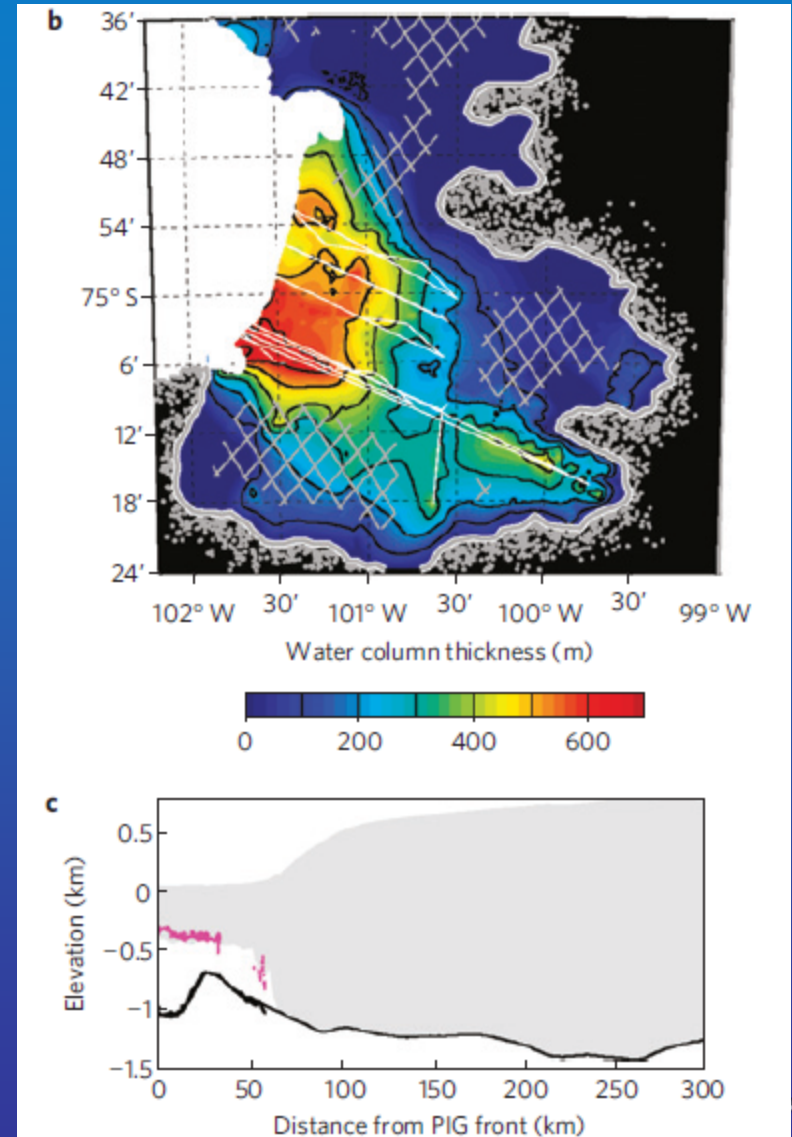 b
36′
42′
48′
54′
75° S
6′
12′
18′
24′
102° W 30′ 101° W 30′ 100° W 30′ 99° W
Water column thickness (m)
0 200 400 600
c
Elevation (km)
0.5
0
−0.5
−1
−1.5
0 50 100 150 200 250 300
Distance from PIG front (km)